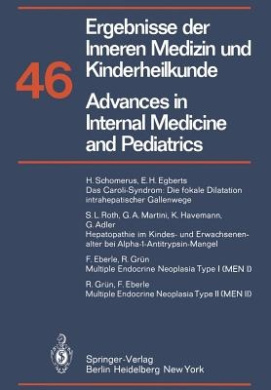 46
Ergebnisse der
Inneren Medizin und
Kinderheilkunde
Advances in
Internal Medicine
and Pediatrics
H. Schomerus, E. H. Egberts
Das Caroli-Syndrom: Die fokale Dilatation
intrahepatischer Gallenwege
S. L. Roth, G. A. Martini, K. Havemann,
G. Adler
Hepatopathie im Kindes- und Erwachsenen-
alter bei Alpha-1-Antitrypsin-Mangel
F. Eberle, R. Grün
Multiple Endocrine Neoplasia Type I (MEN I)
R. Grün, F. Eberle
Multiple Endocrine Neoplasia Type II (MEN II)
Springer-Verlag
Berlin Heidelberg New York